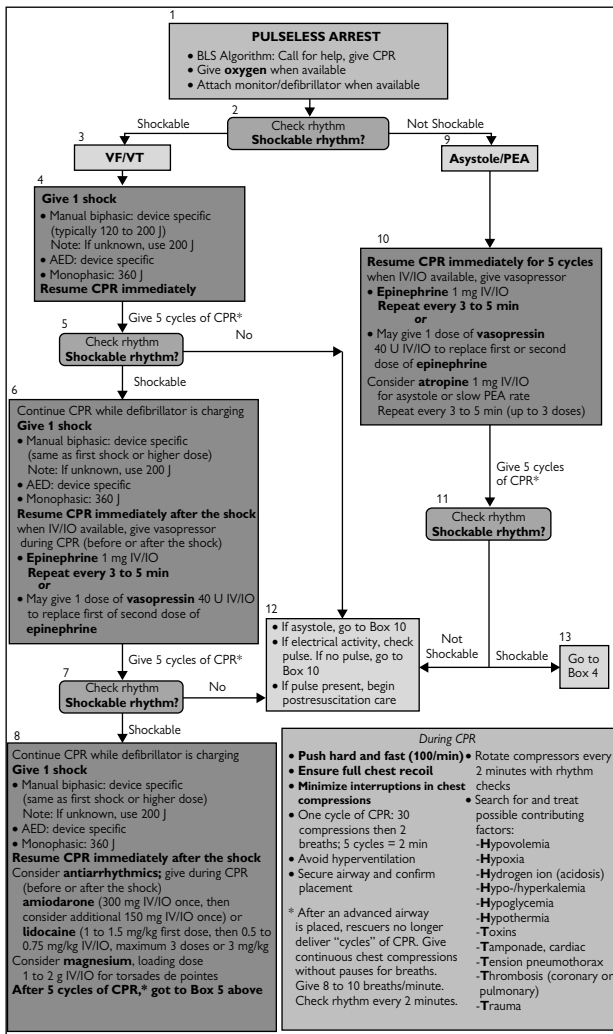 1
PULSELESS ARREST
• BLS Algorithm: Call for help, give CPR
• Give oxygen when available
• Attach monitor/defibrillator when available
2
Check rhythm
Shockable rhythm?
Shockable
Not Shockable
3
VF/VT
9
Asystole/PEA
4
Give 1 shock
• Manual biphasic: device specific
(typically 120 to 200 J)
Note: If unknown, use 200 J
• AED: device specific
• Monophasic: 360 J
Resume CPR immediately
Give 5 cycles of CPR*
5
Check rhythm
Shockable rhythm?
No
Shockable
6
Continue CPR while defibrillator is charging
Give 1 shock
• Manual biphasic: device specific
(same as first shock or higher dose)
Note: If unknown, use 200 J
• AED: device specific
• Monophasic: 360 J
Resume CPR immediately after the shock
when IV/IO available, give vasopressor
during CPR (before or after the shock)
• Epinephrine 1 mg IV/IO
Repeat every 3 to 5 min
or
• May give 1 dose of vasopressin 40 U IV/IO
to replace first of second dose of
epinephrine
Give 5 cycles of CPR*
7
Check rhythm
Shockable rhythm?
No
Shockable
8
Continue CPR while defibrillator is charging
Give 1 shock
• Manual biphasic: device specific
(same as first shock or higher dose)
Note: If unknown, use 200 J
• AED: device specific
• Monophasic: 360 J
Resume CPR immediately after the shock
Consider antiarrhythmics; give during CPR
(before or after the shock)
amiodarone (300 mg IV/IO once, then
consider additional 150 mg IV/IO once) or
lidocaine (1 to 1.5 mg/kg first dose, then 0.5 to
0.75 mg/kg IV/IO, maximum 3 doses or 3 mg/kg
Consider magnesium, loading dose
1 to 2 g IV/IO for torsades de pointes
After 5 cycles of CPR,* got to Box 5 above
10
Resume CPR immediately for 5 cycles
when IV/IO available, give vasopressor
• Epinephrine 1 mg IV/IO
Repeat every 3 to 5 min
or
• May give 1 dose of vasopressin
40 U IV/IO to replace first or second
dose of epinephrine
Consider atropine 1 mg IV/IO
for asystole or slow PEA rate
Repeat every 3 to 5 min (up to 3 doses)
Give 5 cycles
of CPR*
11
Check rhythm
Shockable rhythm?
Not
Shockable
Shockable
12
• If asystole, go to Box 10
• If electrical activity, check
pulse. If no pulse, go to
Box 10
• If pulse present, begin
postresuscitation care
13
Go to
Box 4
During CPR
• Push hard and fast (100/min)
• Ensure full chest recoil
• Minimize interruptions in chest
compressions
• One cycle of CPR: 30
compressions then 2
breaths; 5 cycles = 2 min
• Avoid hyperventilation
• Secure airway and confirm
placement
* After an advanced airway
is placed, rescuers no longer
deliver “cycles” of CPR. Give
continuous chest compressions
without pauses for breaths.
Give 8 to 10 breaths/minute.
Check rhythm every 2 minutes.
• Rotate compressors every
2 minutes with rhythm
checks
• Search for and treat
possible contributing
factors:
-Hypovolemia
-Hypoxia
-Hydrogen ion (acidosis)
-Hypo-/hyperkalemia
-Hypoglycemia
-Hypothermia
-Toxins
-Tamponade, cardiac
-Tension pneumothorax
-Thrombosis (coronary or
pulmonary)
-Trauma